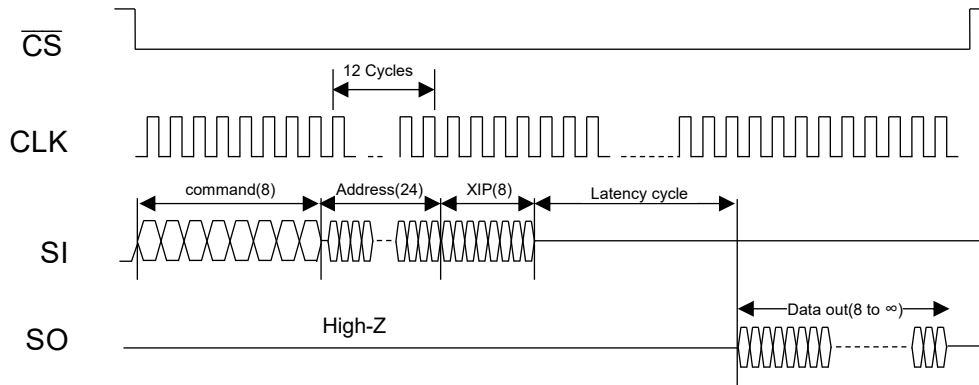 CS
12 Cycles
CLK
command(8)  Address(24)  XIP(8)  Latency cycle
SI
Data out(8 to ∞)
High-Z
SO